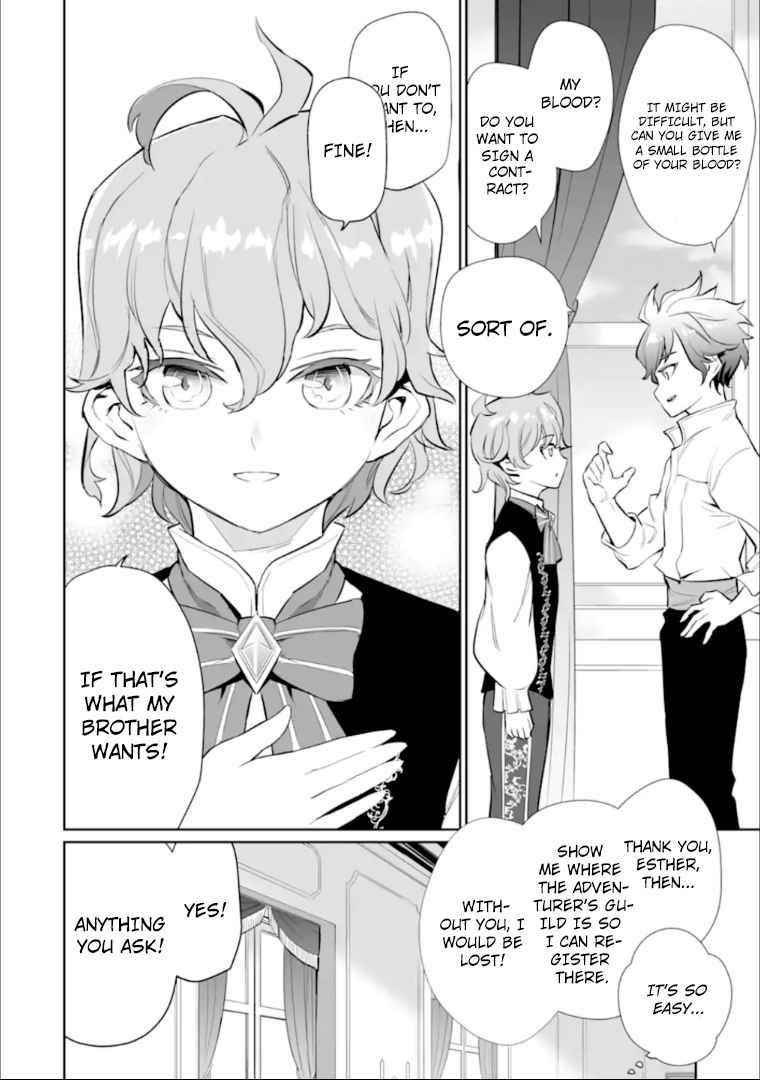 IT MIGHT BE
DIFFICULT, BUT
CAN YOU GIVE ME
A SMALL BOTTLE
OF YOUR BLOOD?
MY
BLOOD?
DO YOU
WANT TO
SIGN A
CONT-
RACT?
SORT OF.
IF
DON'T
TO,
FINE!
IF THAT'S
WHAT MY
BROTHER
WANTS!
THANK YOU,
ESTHER,
THEN...
SHOW
ME WHERE
THE ADVEN-
TURER'S GU-
ILD IS SO
I CAN RE-
GISTER
THERE.
WITH-
OUT YOU, I
WOULD BE
LOST!
IT'S SO
EASY...
YES!
ANYTHING
YOU ASK!